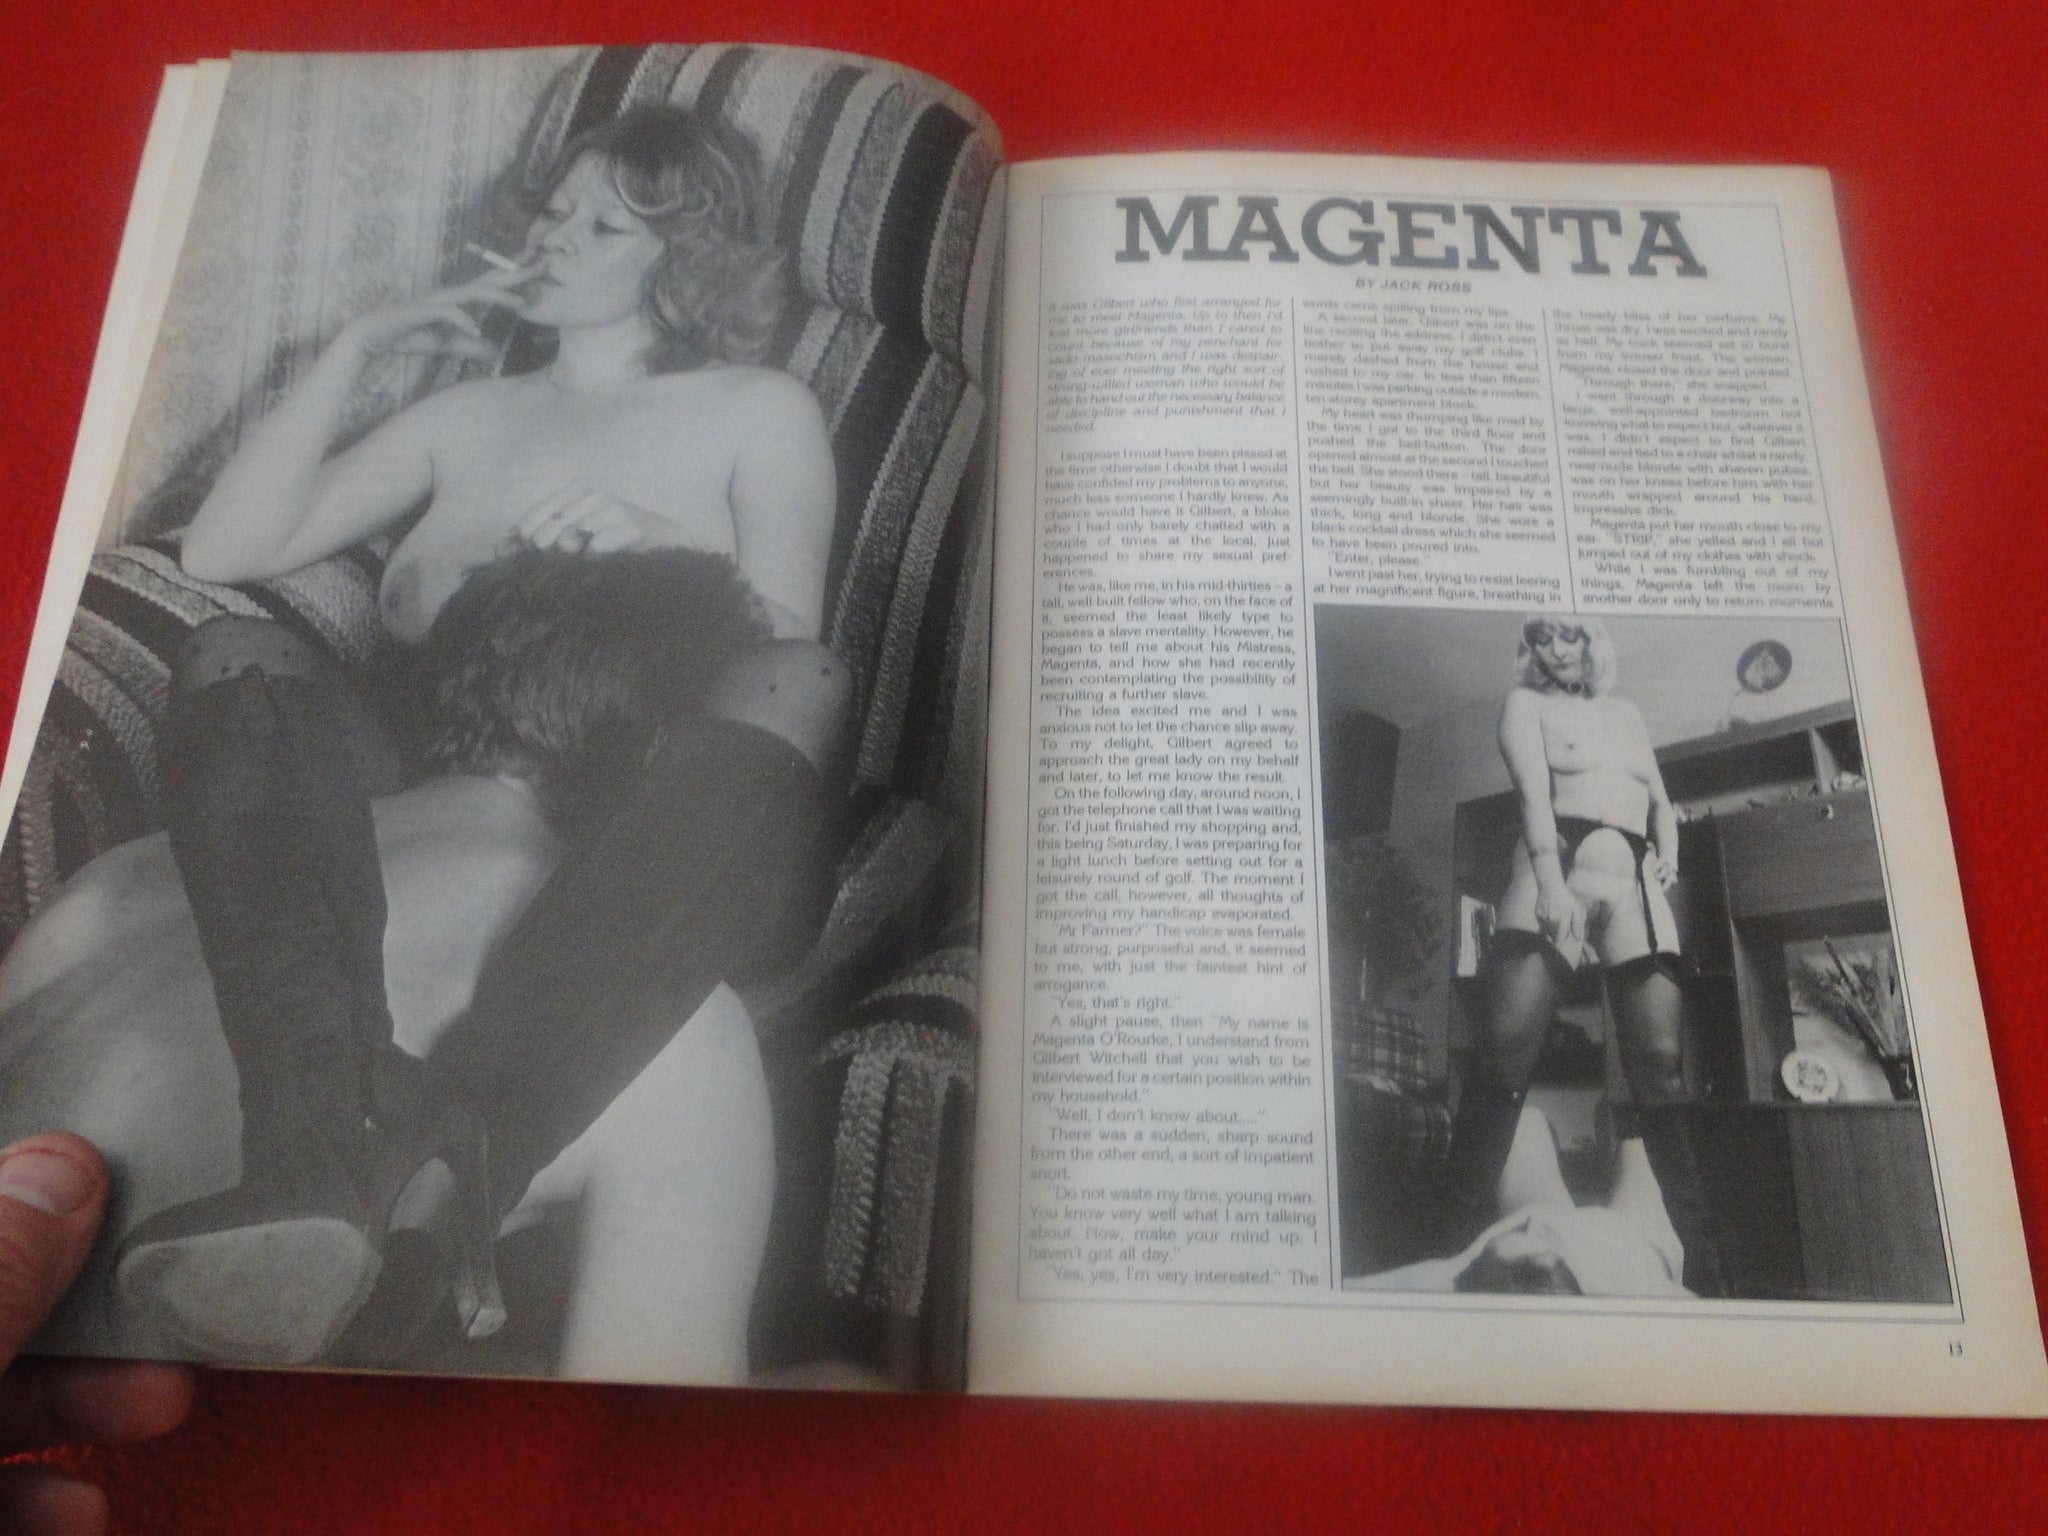 MAGENTA
BY JACK ROSS
It was Gilbert who first arranged for
me to meet Magenta. Up to then I'd
lost more girlfriends than I cared to
count because of my penchant for
sado-masochism and I was despair-
ing of ever meeting the right sort of
strong-willed woman who would be
able to hand out the necessary balance
of discipline and punishment that I
needed.
I suppose I must have been pissed at
the time otherwise I doubt that I would
have confided my problems to anyone,
much less someone I hardly knew. As
chance would have it Gilbert, a bloke
who I had only barely chatted with a
couple of times at the local, just
happened to share my sexual pref-
erences.
He was, like me, in his mid-thirties – a
tall, well-built fellow who, on the face of
it, seemed the least likely type to
possess a slave mentality. However, he
began to tell me about his Mistress,
Magenta, and how she had recently
been contemplating the possibility of
recruiting a further slave.
The idea excited me and I was
anxious not to let the chance slip away.
To my delight, Gilbert agreed to
approach the great lady on my behalf
and later, to let me know the result.
On the following day, around noon, I
got the telephone call that I was waiting
for. I'd just finished my shopping and,
this being Saturday, I was preparing for
a light lunch before setting out for a
leisurely round of golf. The moment I
got the call, however, all thoughts of
improving my handicap evaporated.
"Mr Farmer?" The voice was female
but strong, purposeful and, it seemed
to me, with just the faintest hint of
arrogance.
"Yes, that's right."
A slight pause, then "My name is
Magenta O'Rourke, I understand from
Gilbert Witchell that you wish to be
interviewed for a certain position within
my household."
"Well, I don't know about...."
There was a sudden, sharp sound
from the other end, a sort of impatient
snort.
"Do not waste my time, young man.
You know very well what I am talking
about. Now, make your mind up. I
haven't got all day."
"Yes, yes, I'm very interested." The
words came spilling from my lips.
A second later, Gilbert was on the
line reciting the address. I didn't even
bother to put away my golf clubs. I
merely dashed from the house and
rushed to my car. In less than fifteen
minutes I was parking outside a modern,
ten-storey apartment block.
My heart was thumping like mad by
the time I got to the third floor and
pushed the bell-button. The door
opened almost at the second I touched
the bell. She stood there – tall, beautiful
but her beauty was impaired by a
seemingly built-in sneer. Her hair was
thick, long and blonde. She wore a
black cocktail dress which she seemed
to have been poured into.
"Enter, please."
I went past her, trying to resist leering
at her magnificent figure, breathing in
the heady bliss of her perfume. My
throat was dry. I was excited and randy
as hell. My cock seemed set to burst
from my trouser front. The woman,
Magenta, closed the door and pointed.
"Through there," she snapped.
I went through a doorway into a
large, well-appointed bedroom not
knowing what to expect but, whatever it
was, I didn't expect to find Gilbert
naked and tied to a chair whilst a randy,
near-nude blonde with shaven pubes,
was on her knees before him with her
mouth wrapped around his hard,
impressive dick.
Magenta put her mouth close to my
ear. "STRIP," she yelled and I all but
jumped out of my clothes with shock.
While I was fumbling out of my
things, Magenta left the room by
another door only to return moments
13